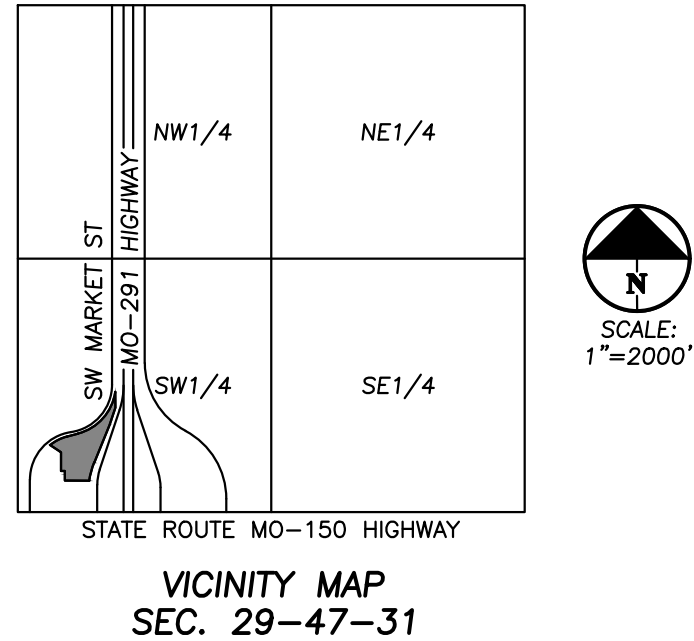 NW1/4
NE1/4
SW MARKET ST
MO-291 HIGHWAY
SW1/4
SE1/4
N
SCALE:
1"=2000'
STATE ROUTE MO-150 HIGHWAY
VICINITY MAP
SEC. 29-47-31